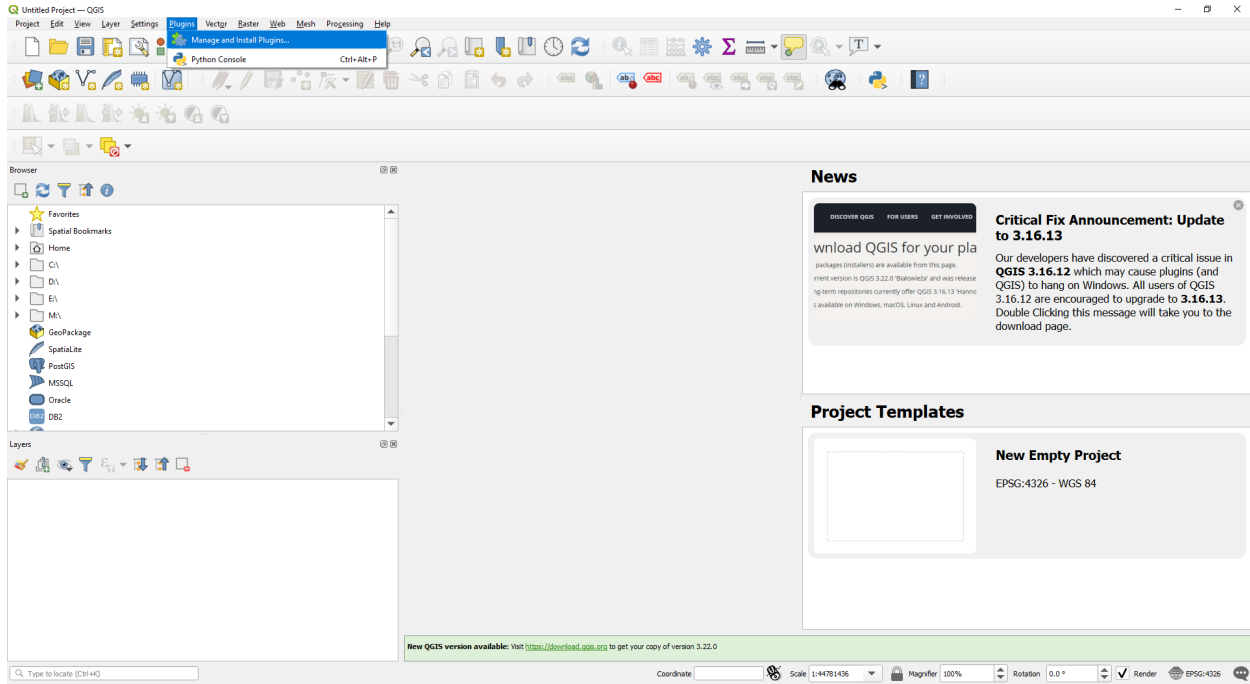 Untitled Project — QGIS
Project Edit View Layer Settings Plugins Vector Raster Web Mesh Processing Help
Manage and Install Plugins...
Python Console Ctrl+Alt+P
Browser
Favorites
Spatial Bookmarks
Home
C:\
D:\
E:\
M:\
GeoPackage
SpatiaLite
PostGIS
MSSQL
Oracle
DB2
Layers
Type to locate (Ctrl+K)
News
DISCOVER QGIS FOR USERS GET INVOLVED
wnload QGIS for your pla
packages (installers) are available from this page.
rrent version is QGIS 3.22.0 'Białowieża' and was release
ng-term repositories currently offer QGIS 3.16.13 'Hanno
s available on Windows, macOS, Linux and Android.
Critical Fix Announcement: Update
to 3.16.13
Our developers have discovered a critical issue in
QGIS 3.16.12 which may cause plugins (and
QGIS) to hang on Windows. All users of QGIS
3.16.12 are encouraged to upgrade to 3.16.13.
Double Clicking this message will take you to the
download page.
Project Templates
New Empty Project
EPSG:4326 - WGS 84
New QGIS version available: Visit https://download.qgis.org to get your copy of version 3.22.0
Coordinate Scale 1:44781436 Magnifier 100% Rotation 0.0 ° Render EPSG:4326